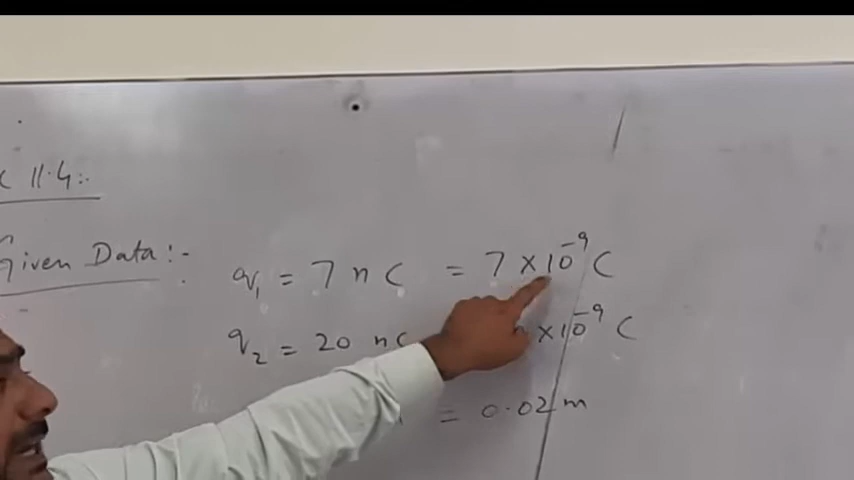 11.4:-
Given Data :-
q₁ = 7 nC = 7 ×10⁻⁹ C
q₂ = 20 nC ×10⁻⁹ C
= 0.02 m